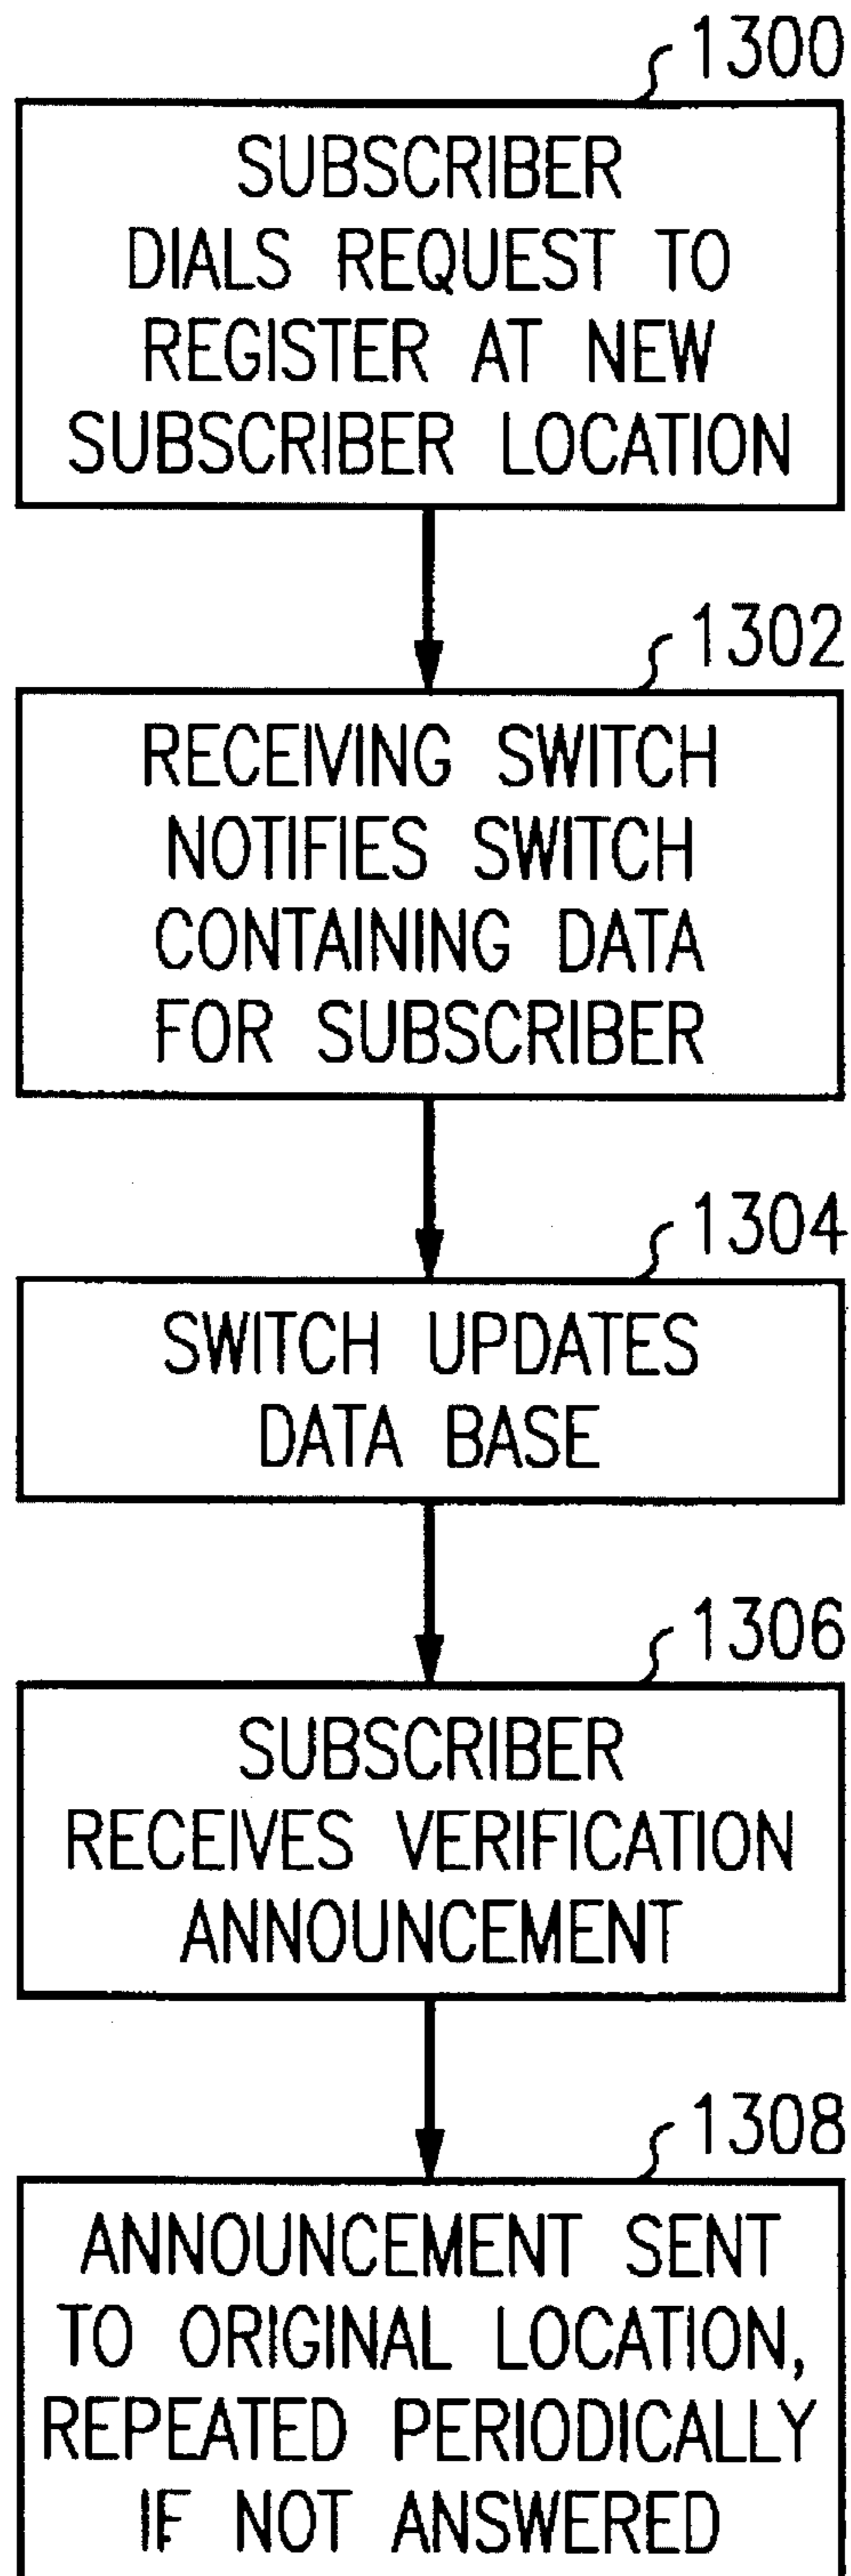 1300
SUBSCRIBER
DIALS REQUEST TO
REGISTER AT NEW
SUBSCRIBER LOCATION
1302
RECEIVING SWITCH
NOTIFIES SWITCH
CONTAINING DATA
FOR SUBSCRIBER
1304
SWITCH UPDATES
DATA BASE
1306
SUBSCRIBER
RECEIVES VERIFICATION
ANNOUNCEMENT
1308
ANNOUNCEMENT SENT
TO ORIGINAL LOCATION,
REPEATED PERIODICALLY
IF NOT ANSWERED